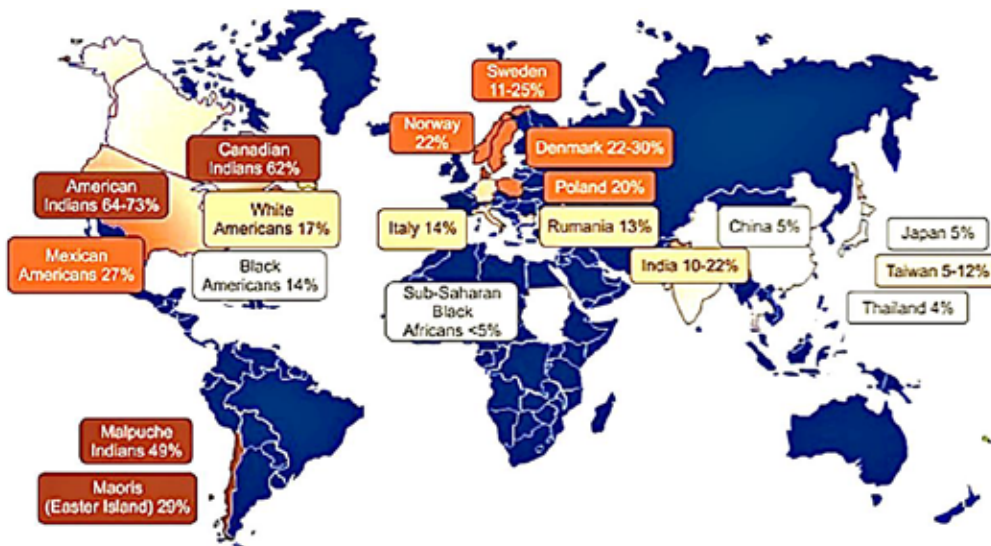 Sweden
11-25%
Norway
22%
Denmark 22-30%
Canadian
Indians 62%
American
Indians 64-73%
Poland 20%
White
Americans 17%
Italy 14%
Rumania 13%
China 5%
Japan 5%
Mexican
Americans 27%
Black
Americans 14%
India 10-22%
Taiwan 5-12%
Sub-Saharan
Black
Africans <5%
Thailand 4%
Malpuche
Indians 49%
Maoris
(Easter Island) 29%